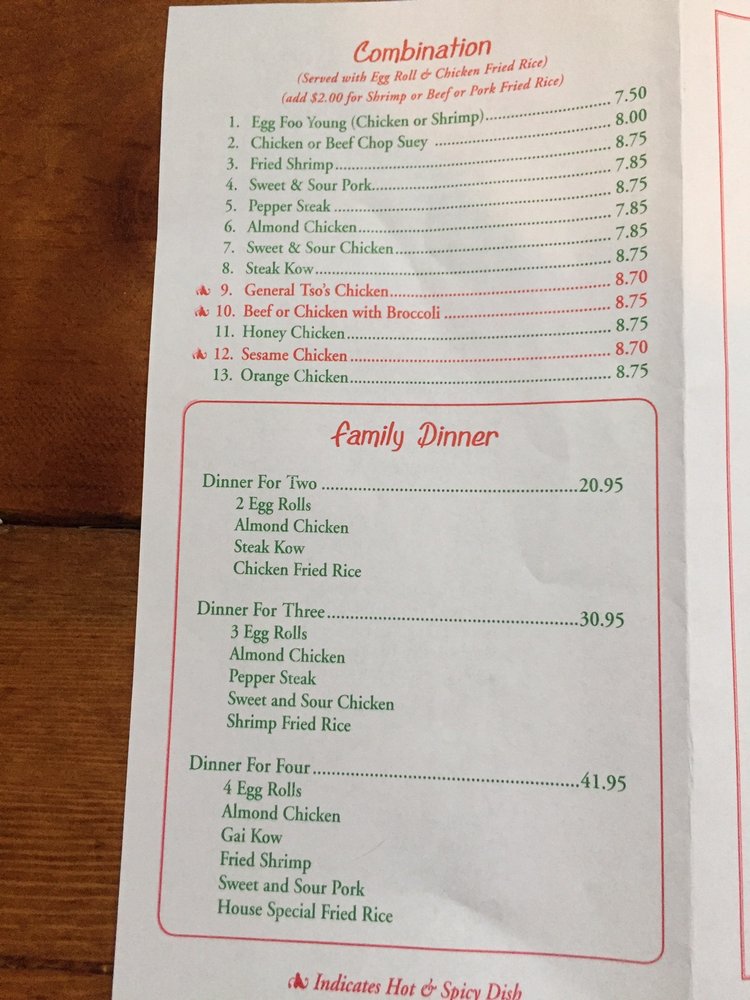 Combination
(Served with Egg Roll & Chicken Fried Rice)
(add $2.00 for Shrimp or Beef or Pork Fried Rice)
1. Egg Foo Young (Chicken or Shrimp) 7.50
2. Chicken or Beef Chop Suey 8.00
3. Fried Shrimp 8.75
4. Sweet & Sour Pork 7.85
5. Pepper Steak 8.75
6. Almond Chicken 7.85
7. Sweet & Sour Chicken 7.85
8. Steak Kow 8.75
9. General Tso's Chicken 8.70
10. Beef or Chicken with Broccoli 8.75
11. Honey Chicken 8.75
12. Sesame Chicken 8.70
13. Orange Chicken 8.75
Family Dinner
Dinner For Two 20.95
2 Egg Rolls
Almond Chicken
Steak Kow
Chicken Fried Rice
Dinner For Three 30.95
3 Egg Rolls
Almond Chicken
Pepper Steak
Sweet and Sour Chicken
Shrimp Fried Rice
Dinner For Four 41.95
4 Egg Rolls
Almond Chicken
Gai Kow
Fried Shrimp
Sweet and Sour Pork
House Special Fried Rice
Indicates Hot & Spicy Dish